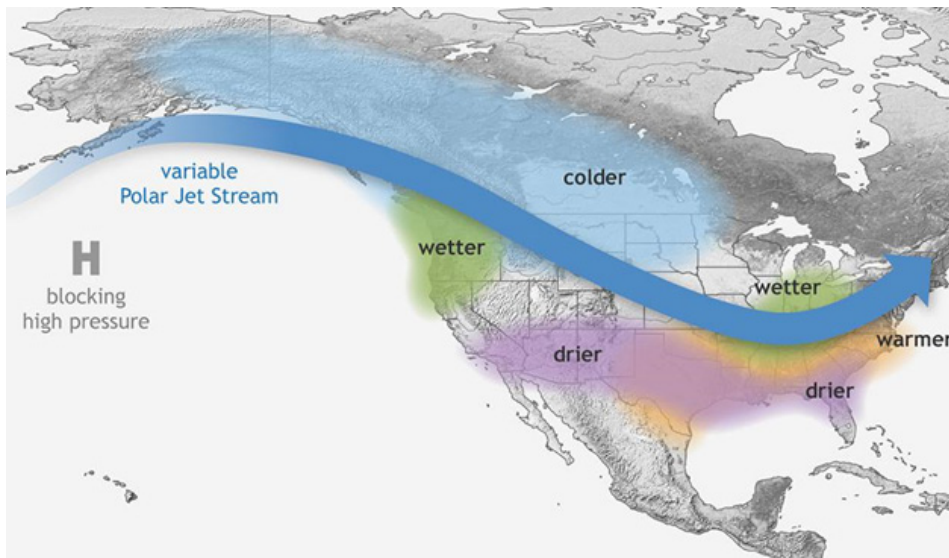 variable
Polar Jet Stream
colder
H
blocking
high pressure
wetter
wetter
warmer
drier
drier